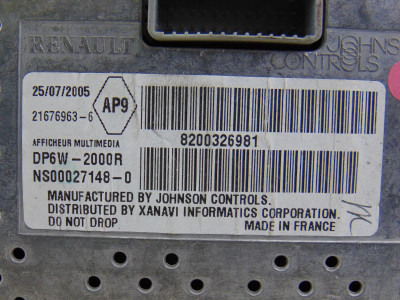 RENAULT
JOHNS
CONTROLS
25/07/2005
AP9
21676963-6
AFFICHEUR MULTIMEDIA
8200326981
DP6W-2000R
NS00027148-0
MANUFACTURED BY JOHNSON CONTROLS.
DISTRIBUTED BY XANAVI INFORMATICS CORPORATION.
DO NOT DROP MADE IN FRANCE